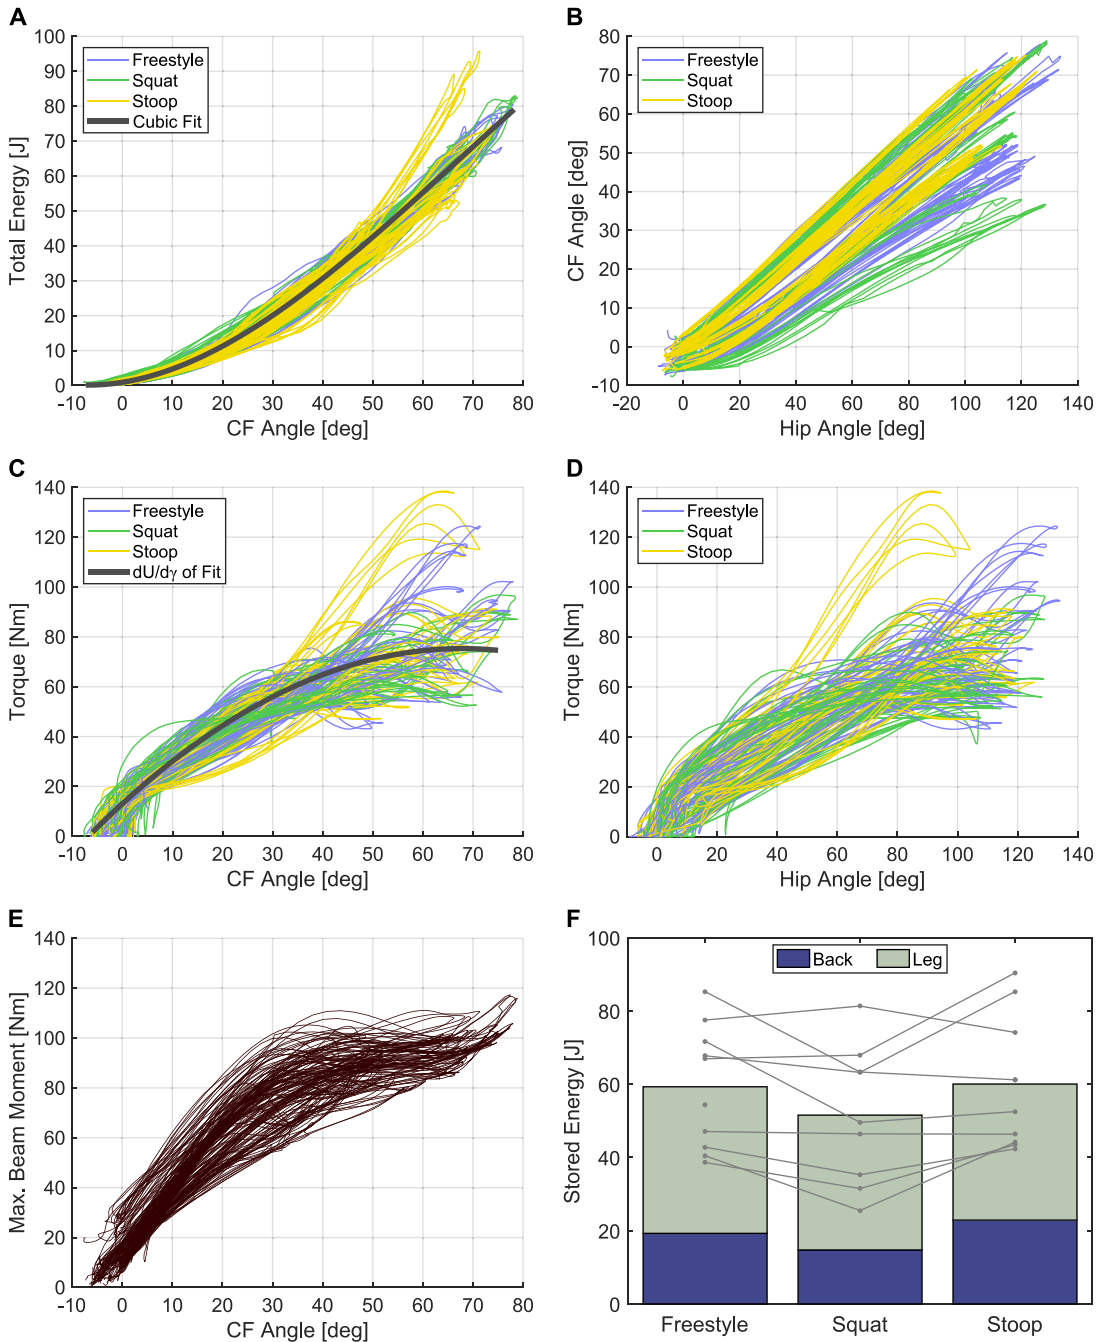 A
Total Energy [J]
100
90
80
70
60
50
40
30
20
10
0
Freestyle
Squat
Stoop
Cubic Fit
-10 0 10 20 30 40 50 60 70 80
CF Angle [deg]
B
CF Angle [deg]
80
70
60
50
40
30
20
10
0
-10
Freestyle
Squat
Stoop
-20 0 20 40 60 80 100 120 140
Hip Angle [deg]
C
Torque [Nm]
140
120
100
80
60
40
20
0
Freestyle
Squat
Stoop
dU/dγ of Fit
-10 0 10 20 30 40 50 60 70 80
CF Angle [deg]
D
Torque [Nm]
140
120
100
80
60
40
20
0
Freestyle
Squat
Stoop
0 20 40 60 80 100 120 140
Hip Angle [deg]
E
Max. Beam Moment [Nm]
140
120
100
80
60
40
20
0
-10 0 10 20 30 40 50 60 70 80
CF Angle [deg]
F
Stored Energy [J]
100
80
60
40
20
0
Back Leg
Freestyle Squat Stoop